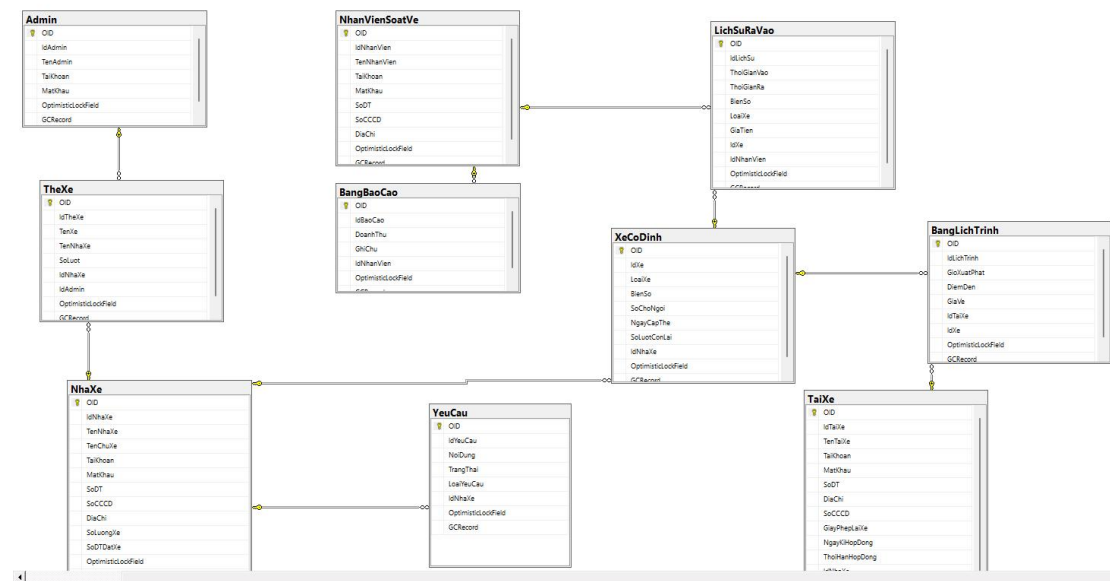 Admin
OID
IdAdmin
TenAdmin
TaiKhoan
MatKhau
OptimisticLockField
GCRecord
NhanVienSoatVe
OID
IdNhanVien
TenNhanVien
TaiKhoan
MatKhau
SoDT
SoCCCD
DiaChi
OptimisticLockField
GCRecord
LichSuRaVao
OID
IdLichSu
ThoiGianVao
ThoiGianRa
BienSo
LoaiXe
GiaTien
IdXe
IdNhanVien
OptimisticLockField
GCRecord
TheXe
OID
IdTheXe
TenXe
TenNhaXe
SoLuot
IdNhaXe
IdAdmin
OptimisticLockField
GCRecord
BangBaoCao
OID
IdBaoCao
DoanhThu
GhiChu
IdNhanVien
OptimisticLockField
GCRecord
XeCoDinh
OID
IdXe
LoaiXe
BienSo
SoChoNgoi
NgayCapThe
SoLuotConLai
IdNhaXe
OptimisticLockField
GCRecord
BangLichTrinh
OID
IdLichTrinh
GioXuatPhat
DiemDen
GiaVe
IdTaiXe
IdXe
OptimisticLockField
GCRecord
NhaXe
OID
IdNhaXe
TenNhaXe
TenChuXe
TaiKhoan
MatKhau
SoDT
SoCCCD
DiaChi
SoLuongXe
SoDTDatXe
OptimisticLockField
YeuCau
OID
IdYeuCau
NoiDung
TrangThai
LoaiYeuCau
IdNhaXe
OptimisticLockField
GCRecord
TaiXe
OID
IdTaiXe
TenTaiXe
TaiKhoan
MatKhau
SoDT
DiaChi
SoCCCD
GiayPhepLaiXe
NgayKiHopDong
ThoiHanHopDong
IdNhaXe